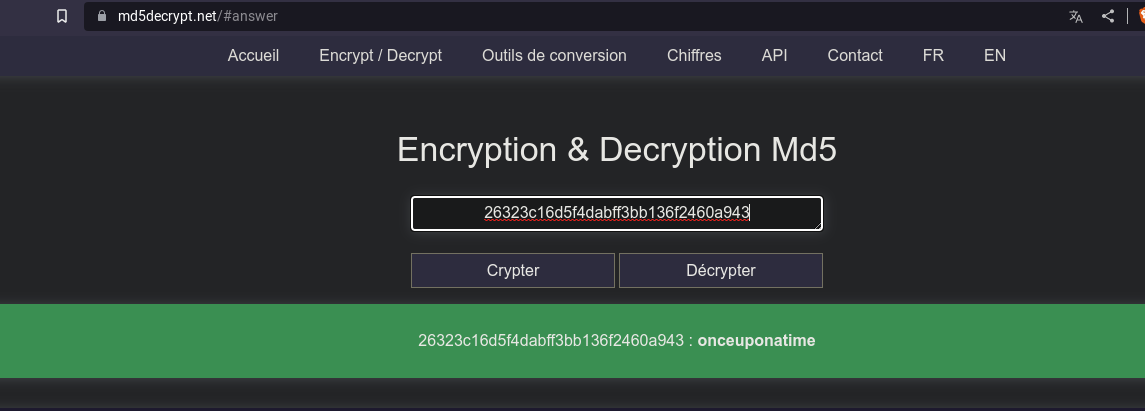 md5decrypt.net/#answer
Accueil Encrypt / Decrypt Outils de conversion Chiffres API Contact FR EN
Encryption & Decryption Md5
26323c16d5f4dabff3bb136f2460a943
Crypter Décrypter
26323c16d5f4dabff3bb136f2460a943 : onceuponatime